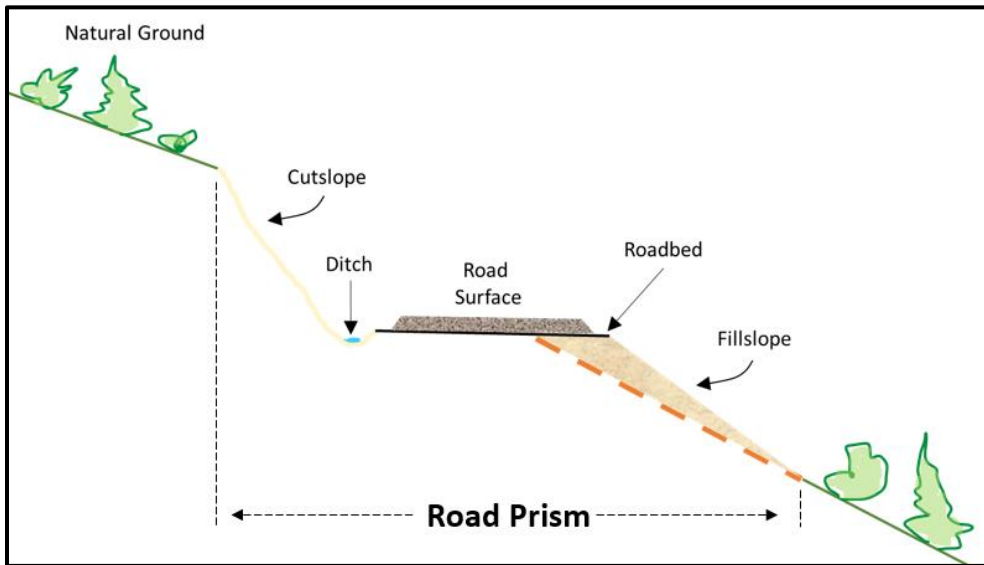 Natural Ground
Cutslope
Ditch
Road
Surface
Roadbed
Fillslope
Road Prism